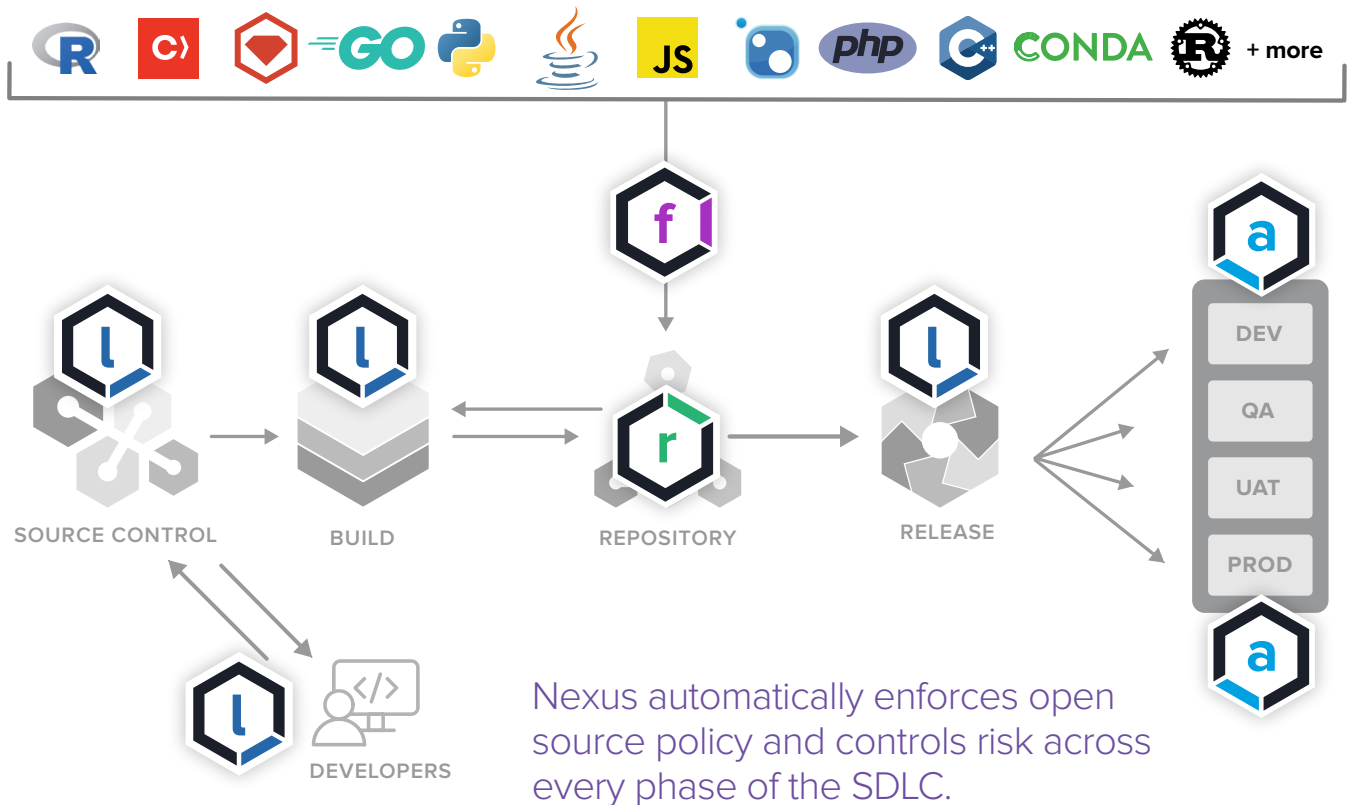 R
C
GO
JS
php
C++
CONDA
R
+ more
f
a
l
l
l
DEV
QA
r
UAT
PROD
SOURCE CONTROL
BUILD
REPOSITORY
RELEASE
a
l
</>
DEVELOPERS
Nexus automatically enforces open
source policy and controls risk across
every phase of the SDLC.